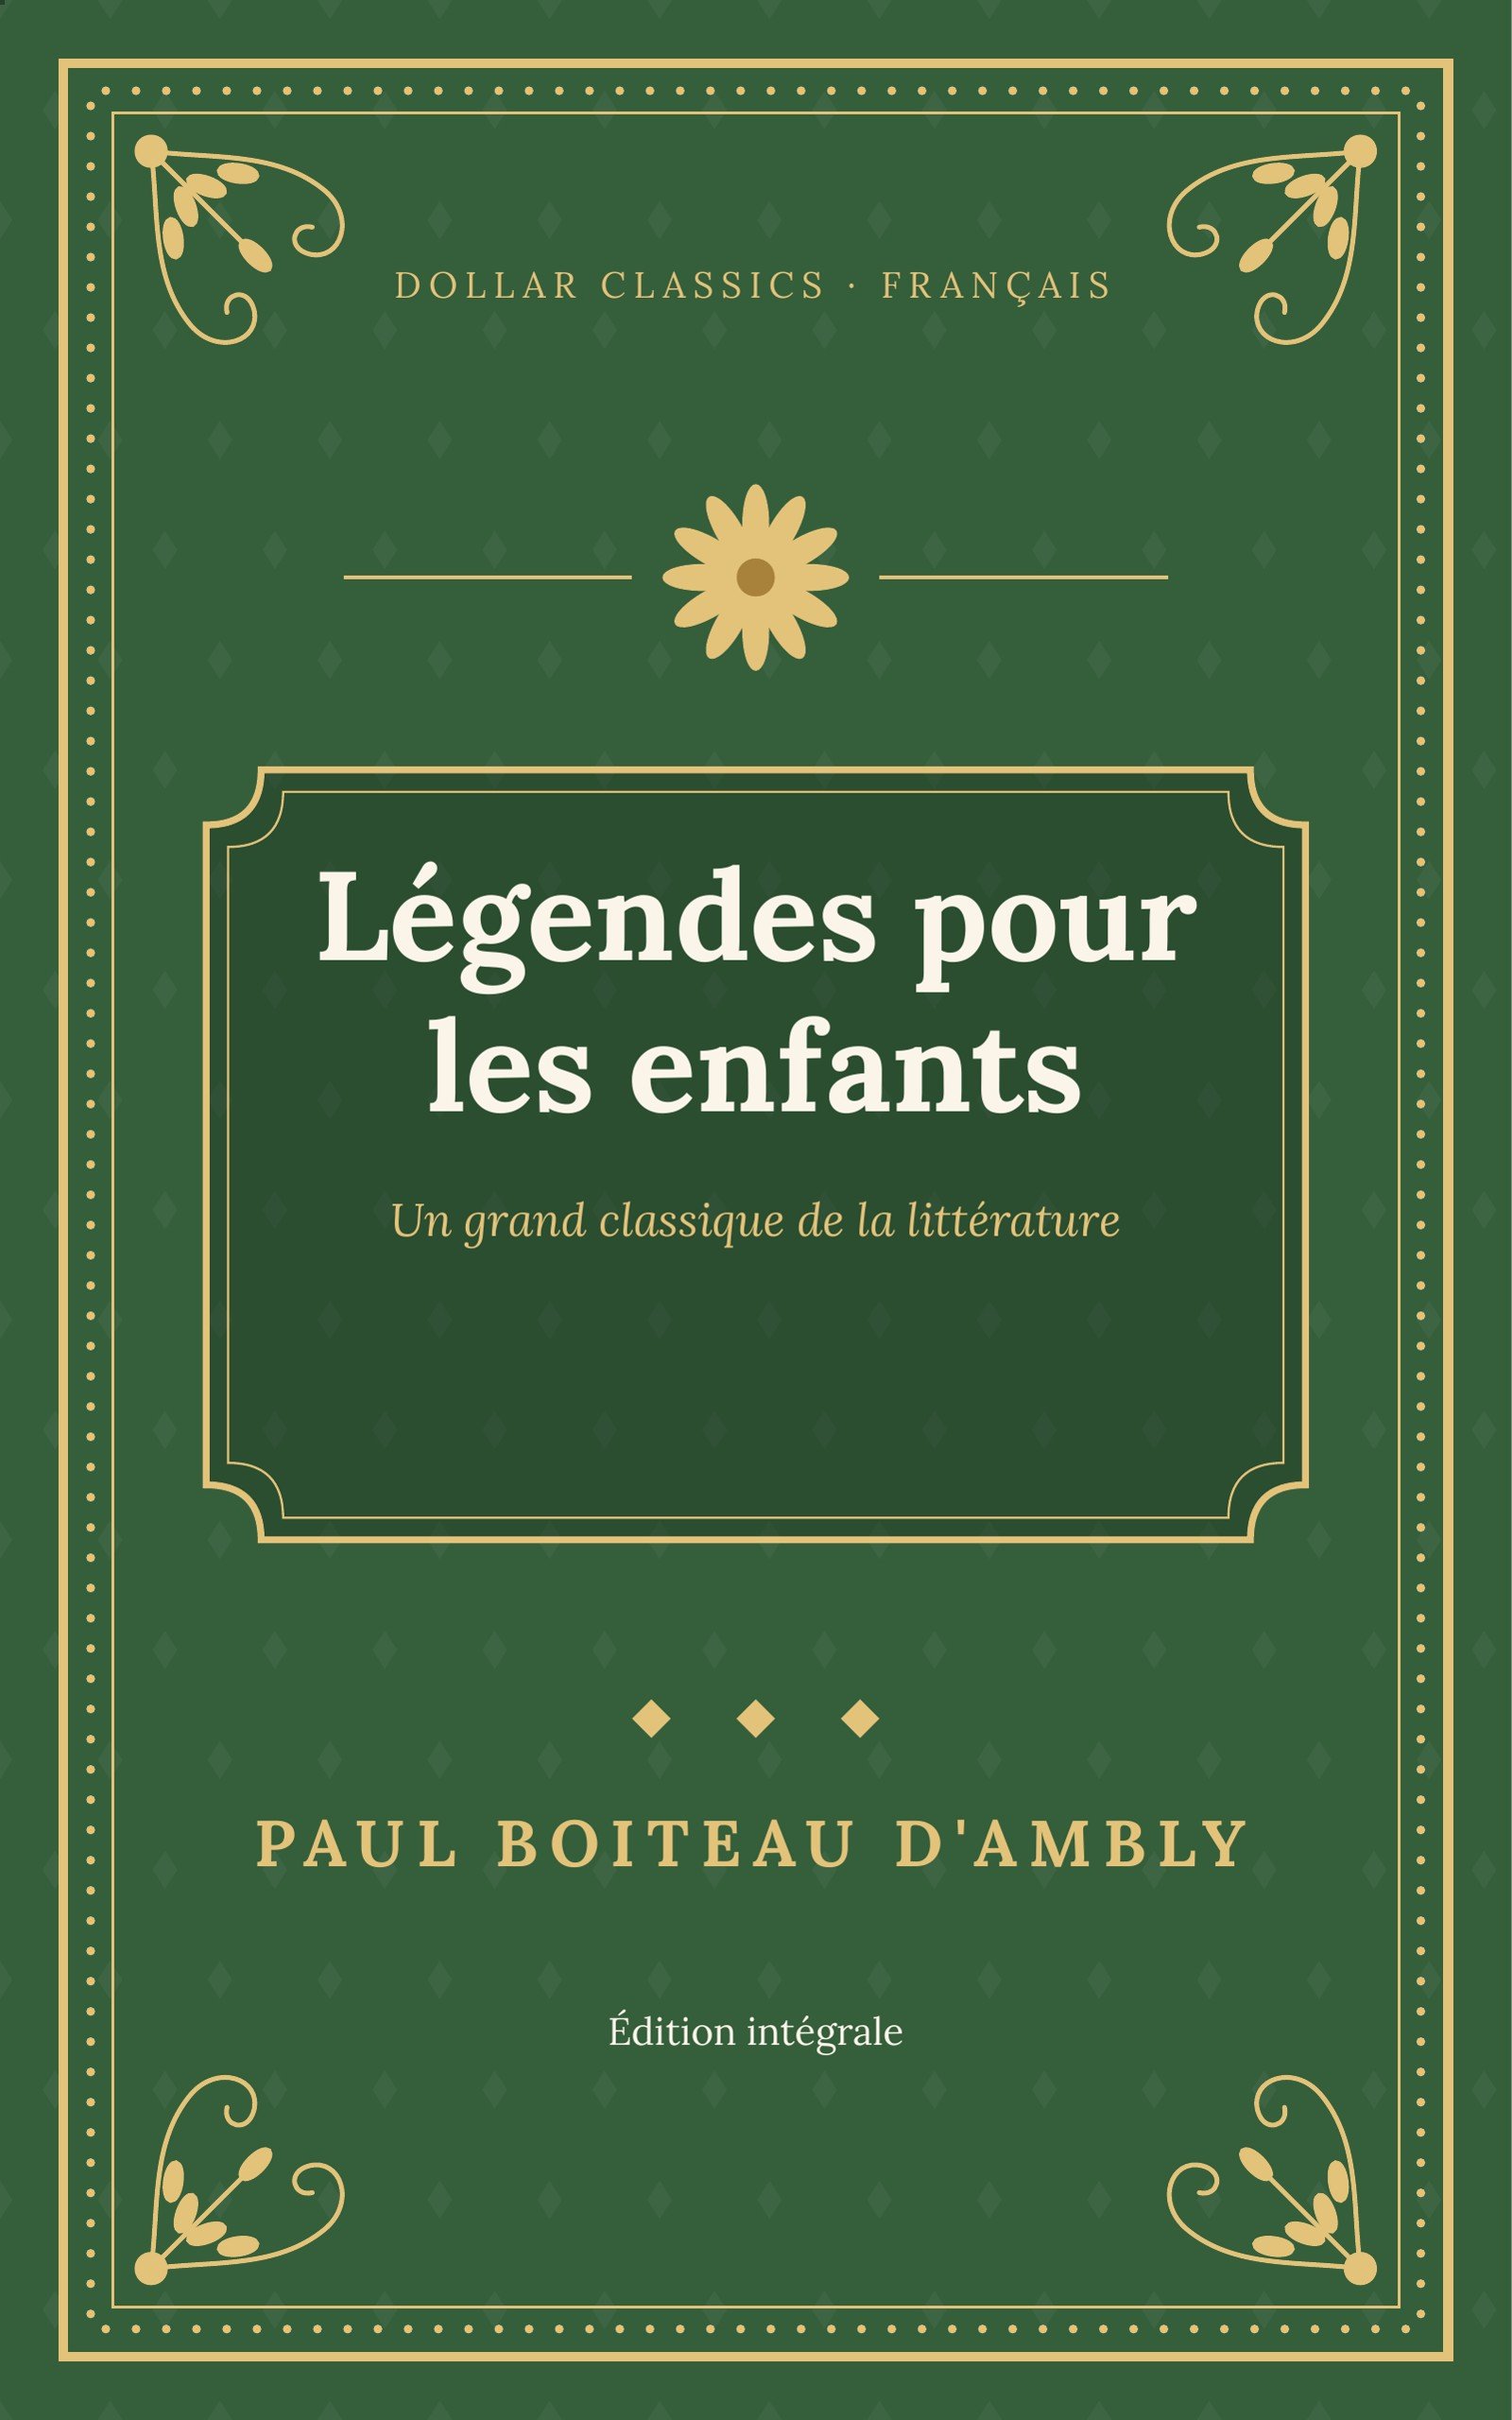 DOLLAR CLASSICS · FRANÇAIS
Légendes pour
les enfants
Un grand classique de la littérature
PAUL BOITEAU D'AMBLY
Édition intégrale